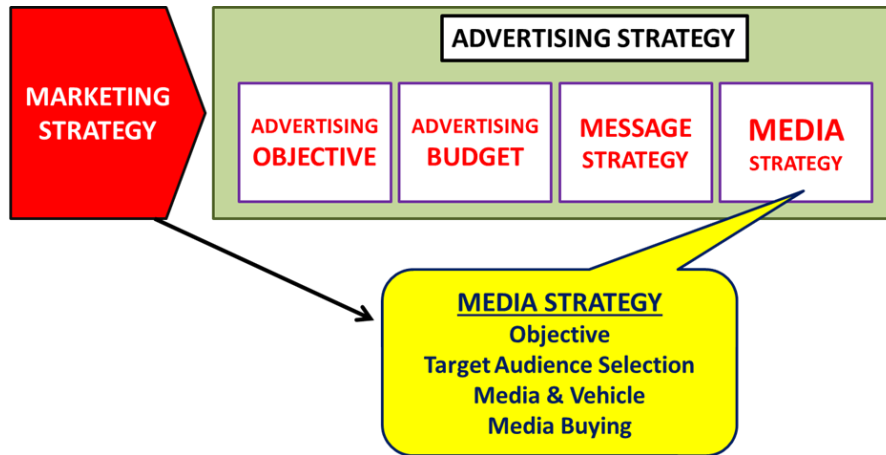 MARKETING
STRATEGY
ADVERTISING STRATEGY
ADVERTISING
OBJECTIVE
ADVERTISING
BUDGET
MESSAGE
STRATEGY
MEDIA
STRATEGY
MEDIA STRATEGY
Objective
Target Audience Selection
Media & Vehicle
Media Buying